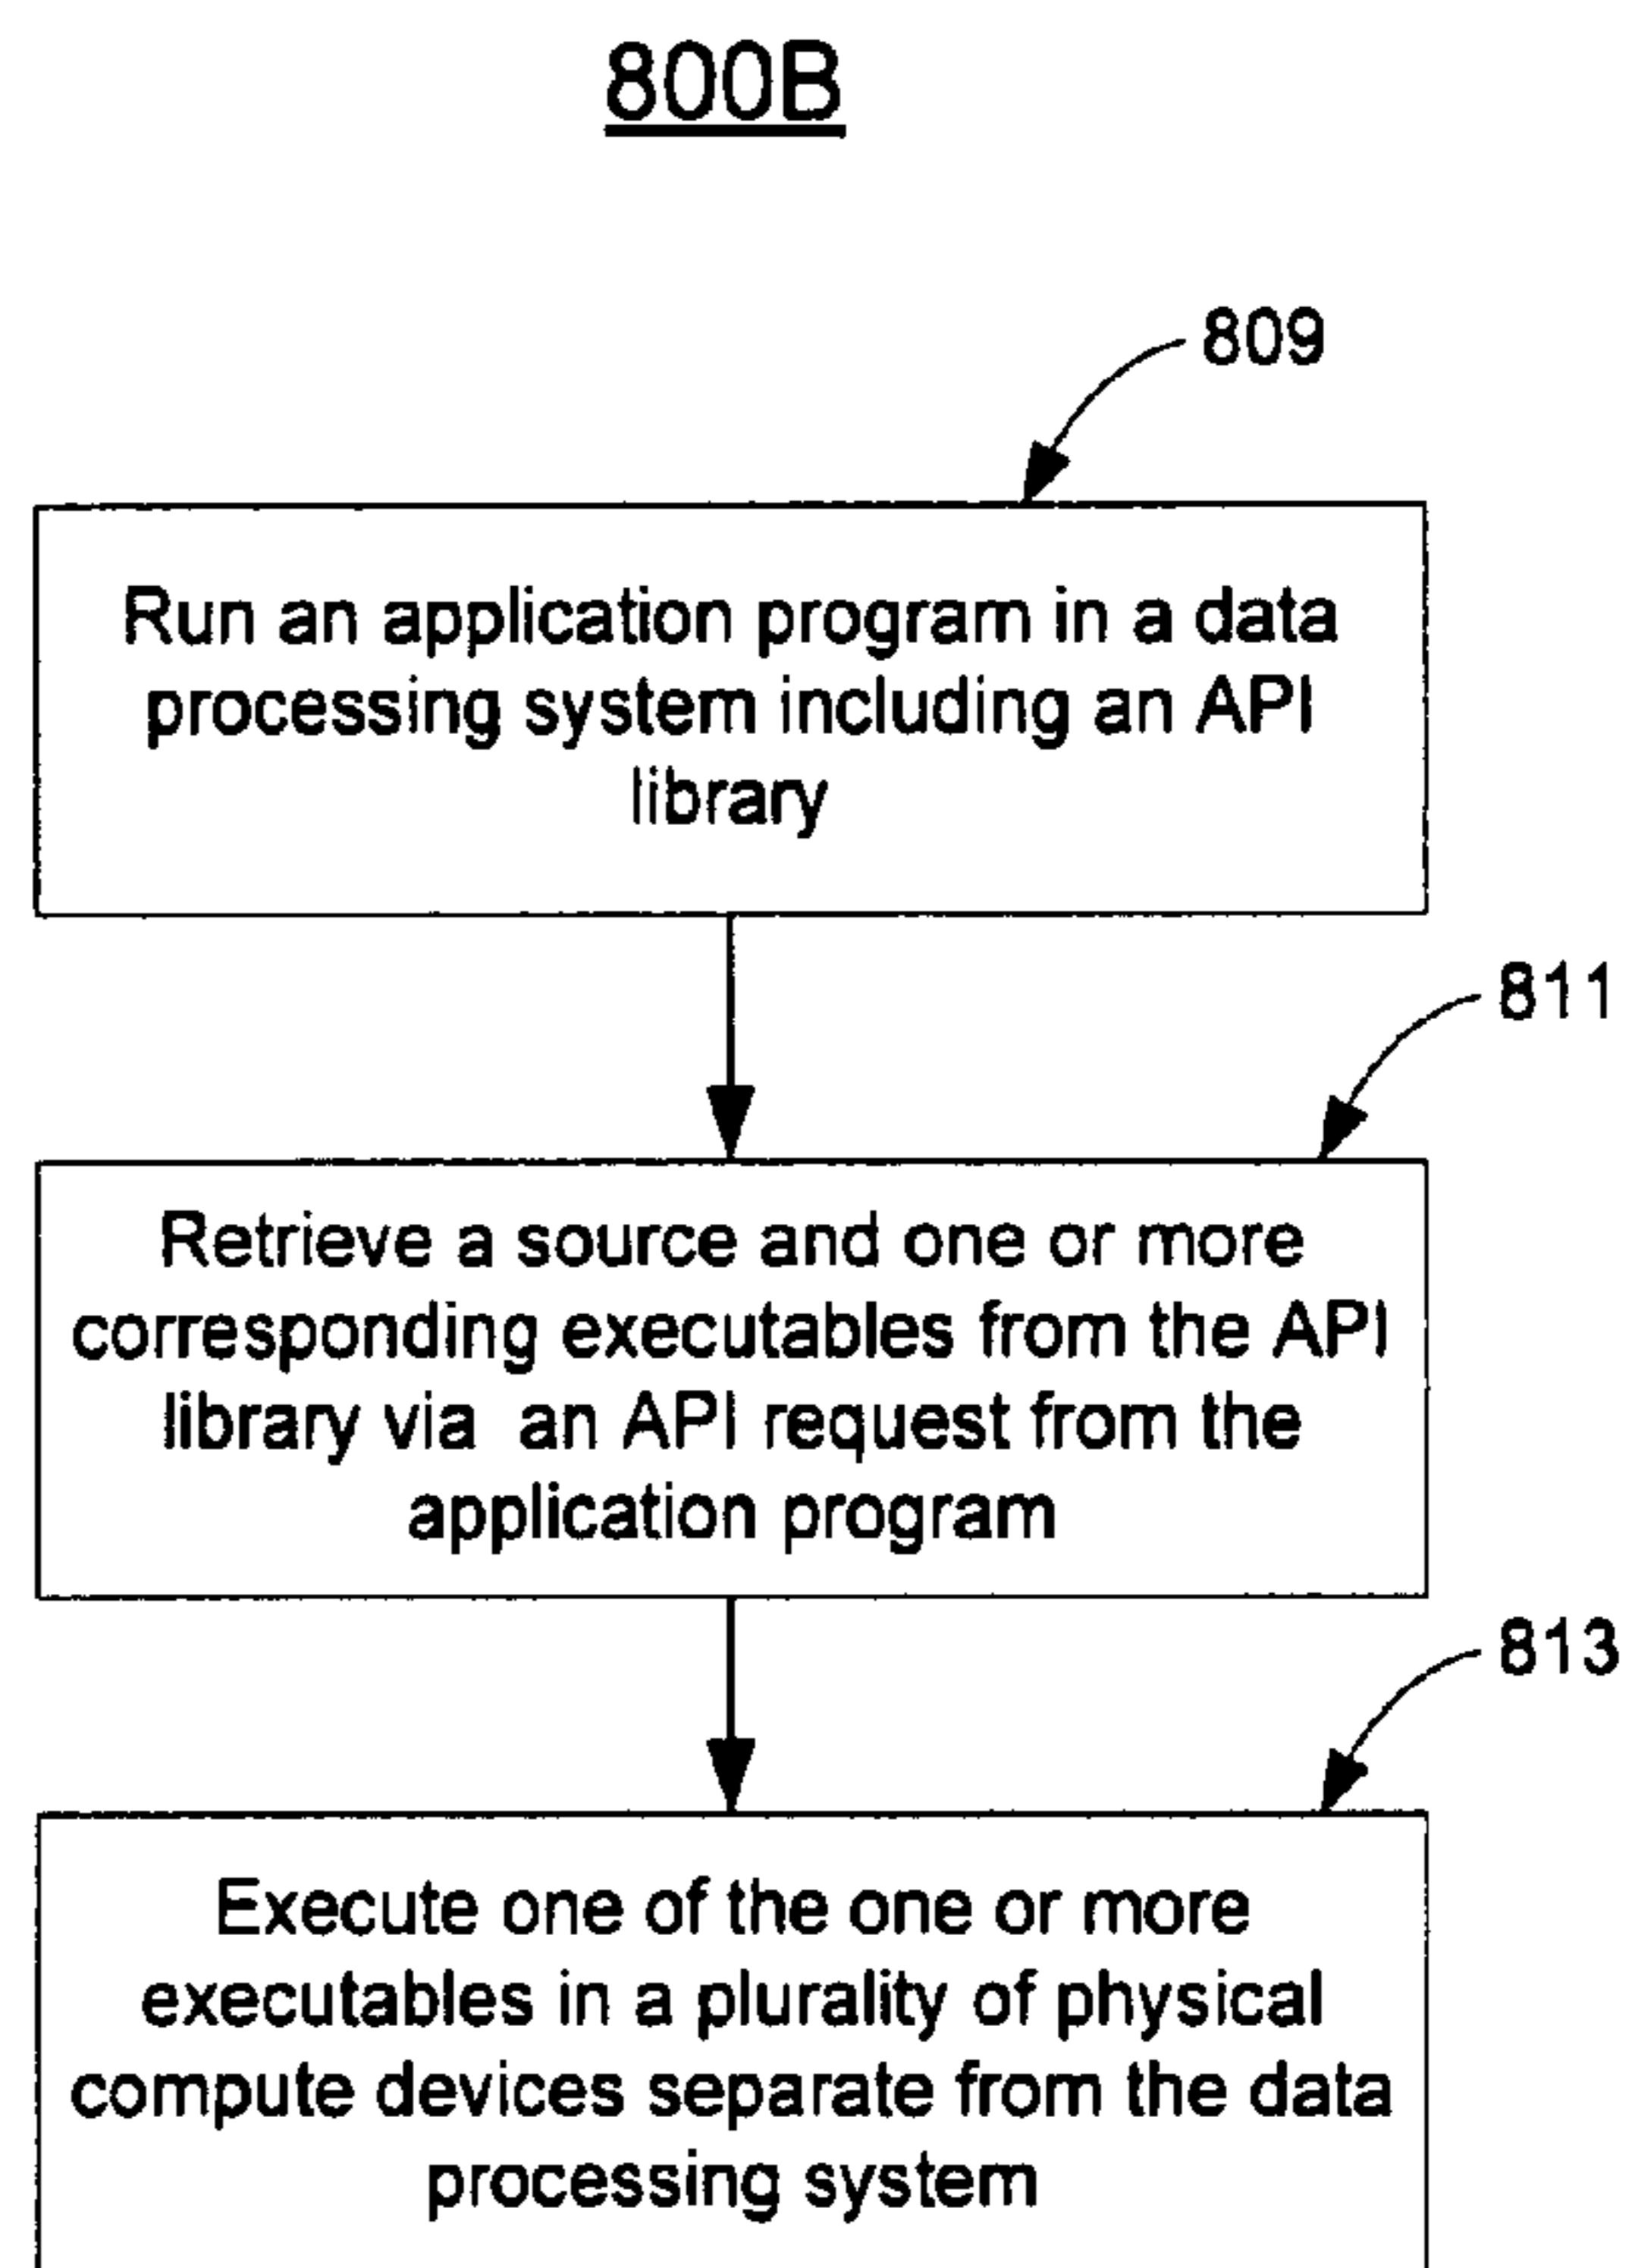 800B
809
Run an application program in a data
processing system including an API
library
811
Retrieve a source and one or more
corresponding executables from the API
library via an API request from the
application program
813
Execute one of the one or more
executables in a plurality of physical
compute devices separate from the data
processing system